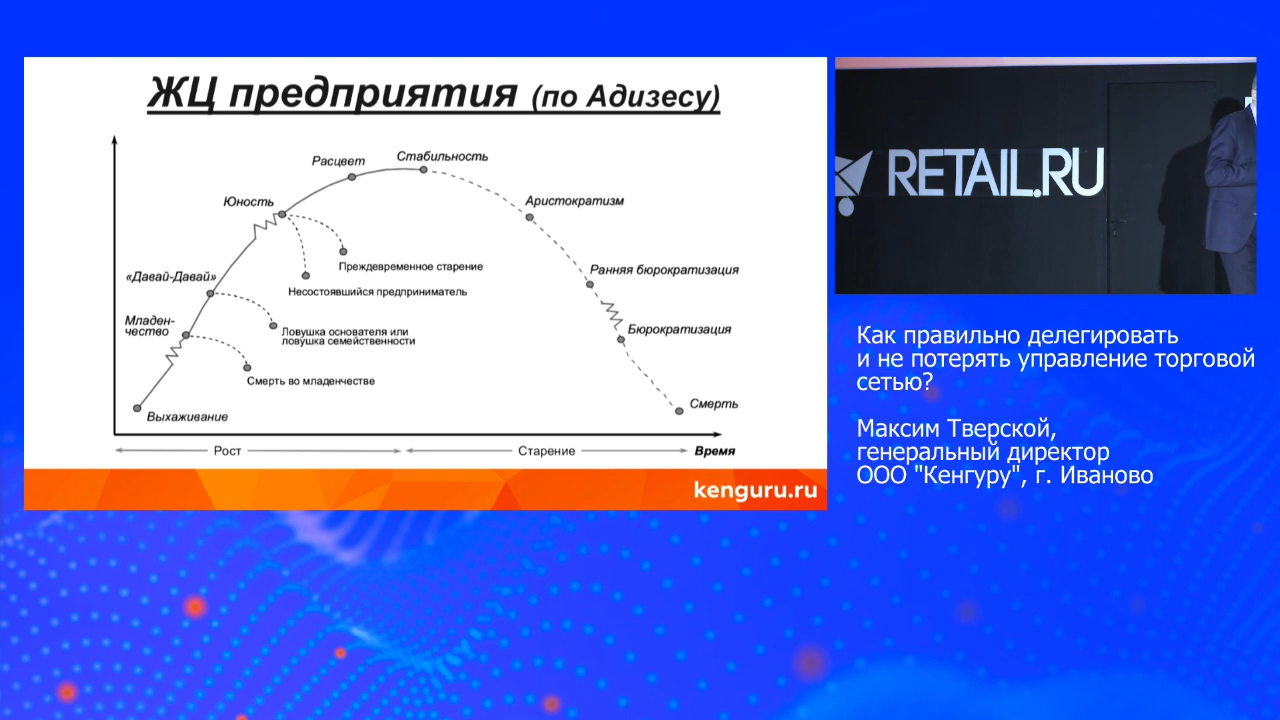 ЖЦ предприятия (по Адизесу)
Расцвет
Стабильность
Юность
Аристократизм
Преждевременное старение
Ранняя бюрократизация
«Давай-Давай»
Несостоявшийся предприниматель
Младен-
чество
Ловушка основателя или
ловушка семейственности
Бюрократизация
Смерть во младенчестве
Смерть
Выхаживание
Рост
Старение
Время
kenguru.ru
RETAIL.RU
Как правильно делегировать
и не потерять управление торговой
сетью?
Максим Тверской,
генеральный директор
ООО "Кенгуру", г. Иваново